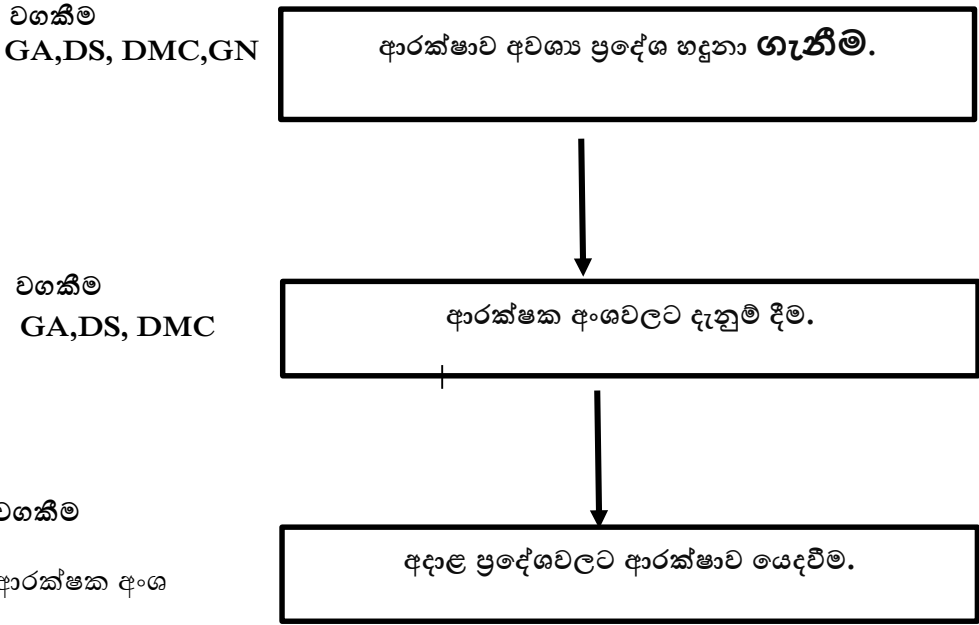 වගකීම
GA,DS, DMC,GN
ආරක්ෂාව අවශ්‍ය ප්‍රදේශ හදුනා ගැනීම.
වගකීම
GA,DS, DMC
ආරක්ෂක අංශවලට දැනුම් දීම.
වගකීම
ආරක්ෂක අංශ
අදාළ ප්‍රදේශවලට ආරක්ෂාව යෙදවීම.